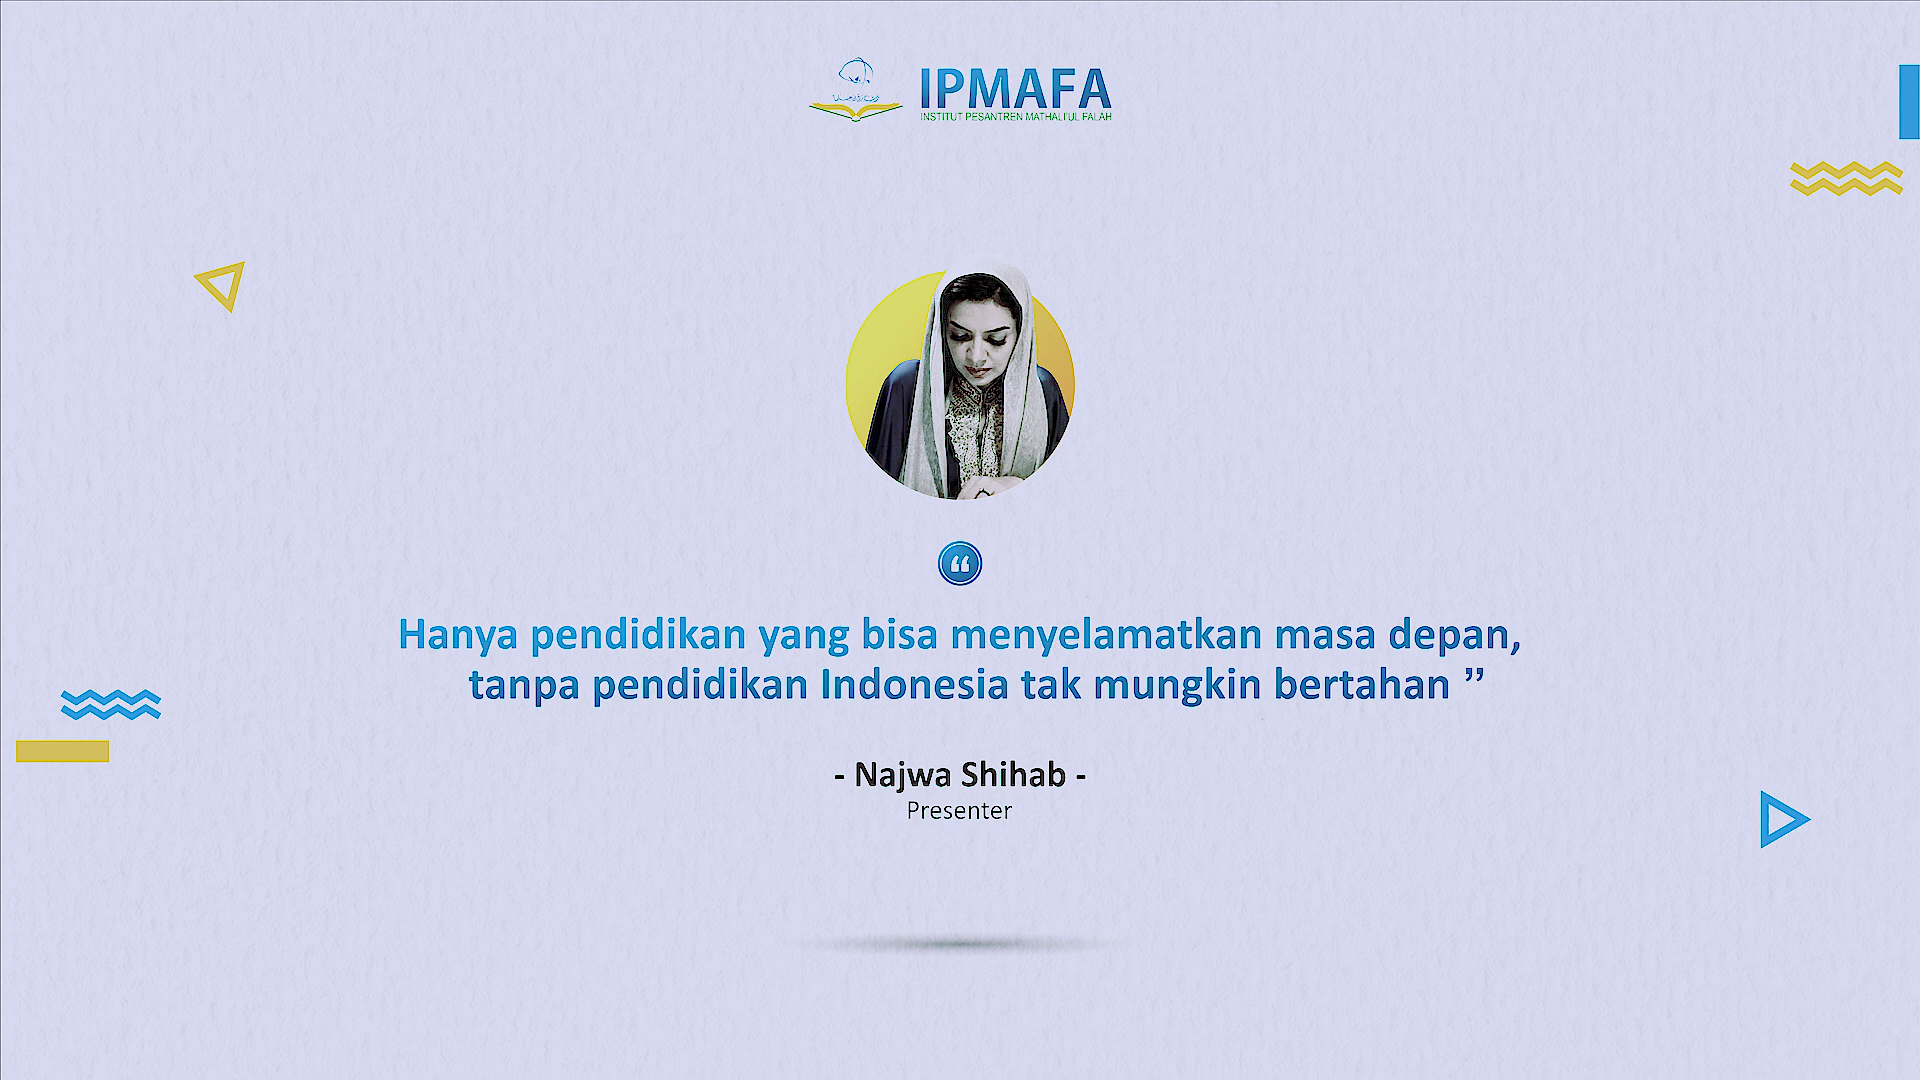 IPMAFA
INSTITUT PESANTREN MATHALI'UL FALAH
“
Hanya pendidikan yang bisa menyelamatkan masa depan,
tanpa pendidikan Indonesia tak mungkin bertahan ”
- Najwa Shihab -
Presenter